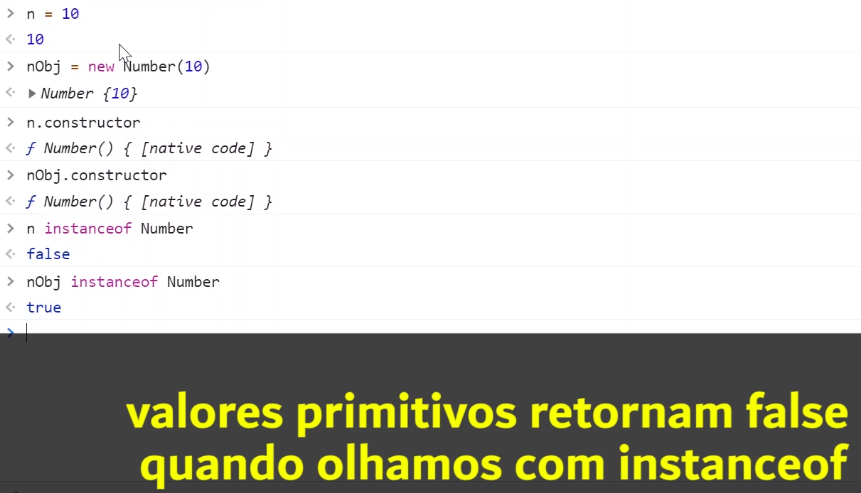 > n = 10
<· 10
> nObj = new Number(10)
<· ▶ Number {10}
> n.constructor
<· ƒ Number() { [native code] }
> nObj.constructor
<· ƒ Number() { [native code] }
> n instanceof Number
<· false
> nObj instanceof Number
<· true
>
valores primitivos retornam false
quando olhamos com instanceof